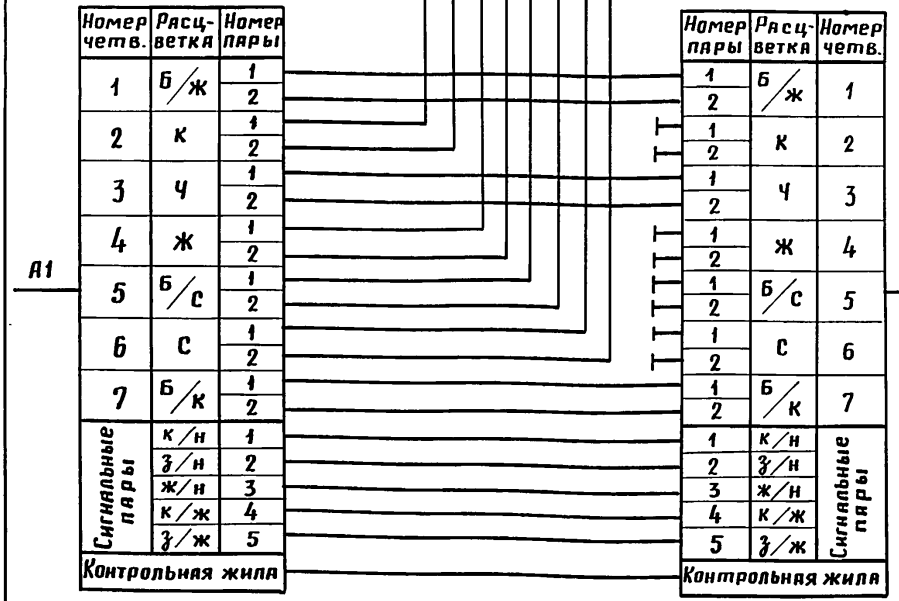 Номер четв. Расцветка Номер пары
1 Б/Ж 1
2
2 К 1
2
3 Ч 1
2
4 Ж 1
2
5 Б/С 1
2
6 С 1
2
7 Б/К 1
2
Сигнальные пары
К/Н 1
З/Н 2
Ж/Н 3
К/Ж 4
З/Ж 5
Контрольная жила
А1
Номер пары Расцветка Номер четв.
1 Б/Ж 1
2
1 К 2
2
1 Ч 3
2
1 Ж 4
2
1 Б/С 5
2
1 С 6
2
1 Б/К 7
2
1 К/Н
2 З/Н
3 Ж/Н
4 К/Ж
5 З/Ж
Сигнальные пары
Контрольная жила